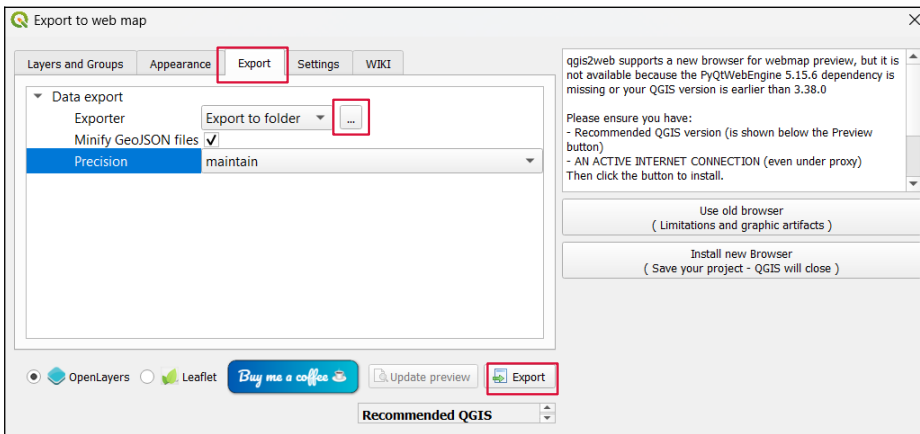 Export to web map
Layers and Groups Appearance Export Settings WIKI
Data export
Exporter Export to folder ...
Minify GeoJSON files
Precision maintain
qgis2web supports a new browser for webmap preview, but it is
not available because the PyQtWebEngine 5.15.6 dependency is
missing or your QGIS version is earlier than 3.38.0
Please ensure you have:
- Recommended QGIS version (is shown below the Preview
button)
- AN ACTIVE INTERNET CONNECTION (even under proxy)
Then click the button to install.
Use old browser
( Limitations and graphic artifacts )
Install new Browser
( Save your project - QGIS will close )
OpenLayers Leaflet Buy me a coffee Update preview Export
Recommended QGIS